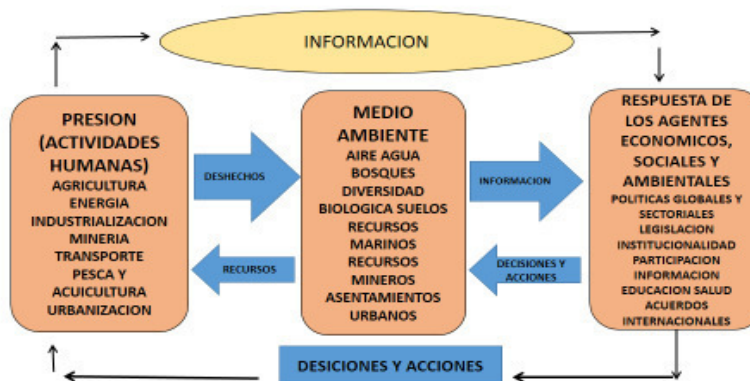 INFORMACION
PRESION
(ACTIVIDADES
HUMANAS)
AGRICULTURA
ENERGIA
INDUSTRIALIZACION
MINERIA
TRANSPORTE
PESCA Y
ACUICULTURA
URBANIZACION
DESHECHOS
RECURSOS
MEDIO
AMBIENTE
AIRE AGUA
BOSQUES
DIVERSIDAD
BIOLOGICA SUELOS
RECURSOS
MARINOS
RECURSOS
MINEROS
ASENTAMIENTOS
URBANOS
INFORMACION
DECISIONES Y
ACCIONES
RESPUESTA DE
LOS AGENTES
ECONOMICOS,
SOCIALES Y
AMBIENTALES
POLITICAS GLOBALES Y
SECTORIALES
LEGISLACION
INSTITUCIONALIDAD
PARTICIPACION
INFORMACION
EDUCACION SALUD
ACUERDOS
INTERNACIONALES
DESICIONES Y ACCIONES